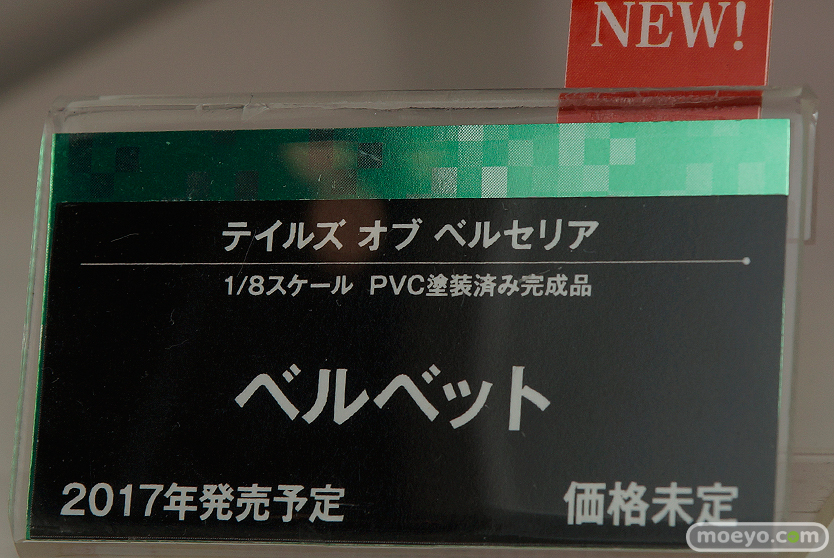 NEW!
テイルズ オブ ベルセリア
1/8スケール PVC塗装済み完成品
ベルベット
2017年発売予定 価格未定
moeyo.com